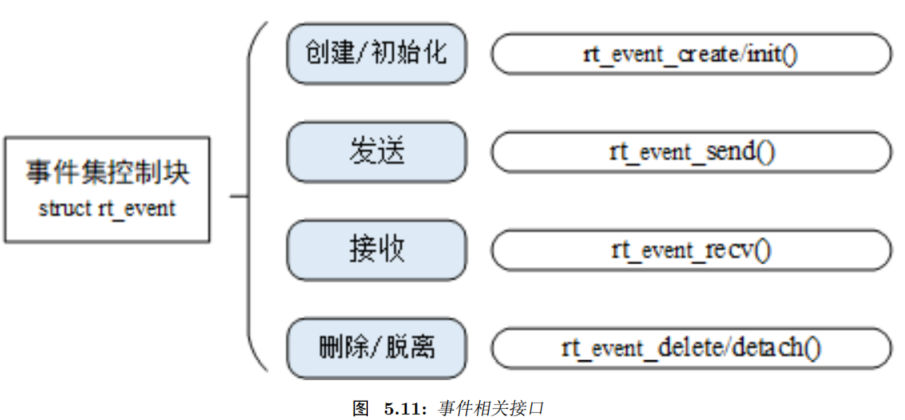 事件集控制块
struct rt_event
创建/初始化
rt_event_create/init()
发送
rt_event_send()
接收
rt_event_recv()
删除/脱离
rt_event_delete/detach()
图 5.11: 事件相关接口